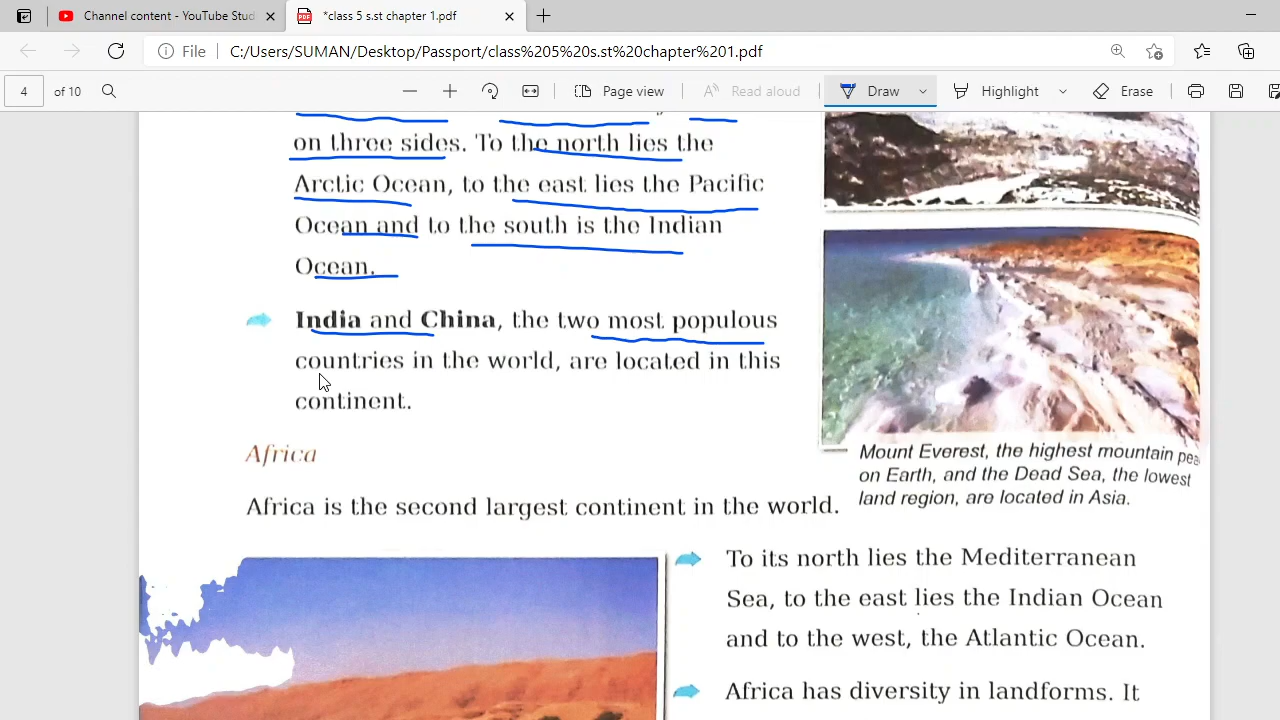 Channel content - YouTube Studi
*class 5 s.st chapter 1.pdf
File
C:/Users/SUMAN/Desktop/Passport/class%205%20s.st%20chapter%201.pdf
4 of 10
Page view
Read aloud
Draw
Highlight
Erase
on three sides. To the north lies the
Arctic Ocean, to the east lies the Pacific
Ocean and to the south is the Indian
Ocean.
India and China, the two most populous
countries in the world, are located in this
continent.
Mount Everest, the highest mountain pea
on Earth, and the Dead Sea, the lowest
land region, are located in Asia.
Africa
Africa is the second largest continent in the world.
To its north lies the Mediterranean
Sea, to the east lies the Indian Ocean
and to the west, the Atlantic Ocean.
Africa has diversity in landforms. It